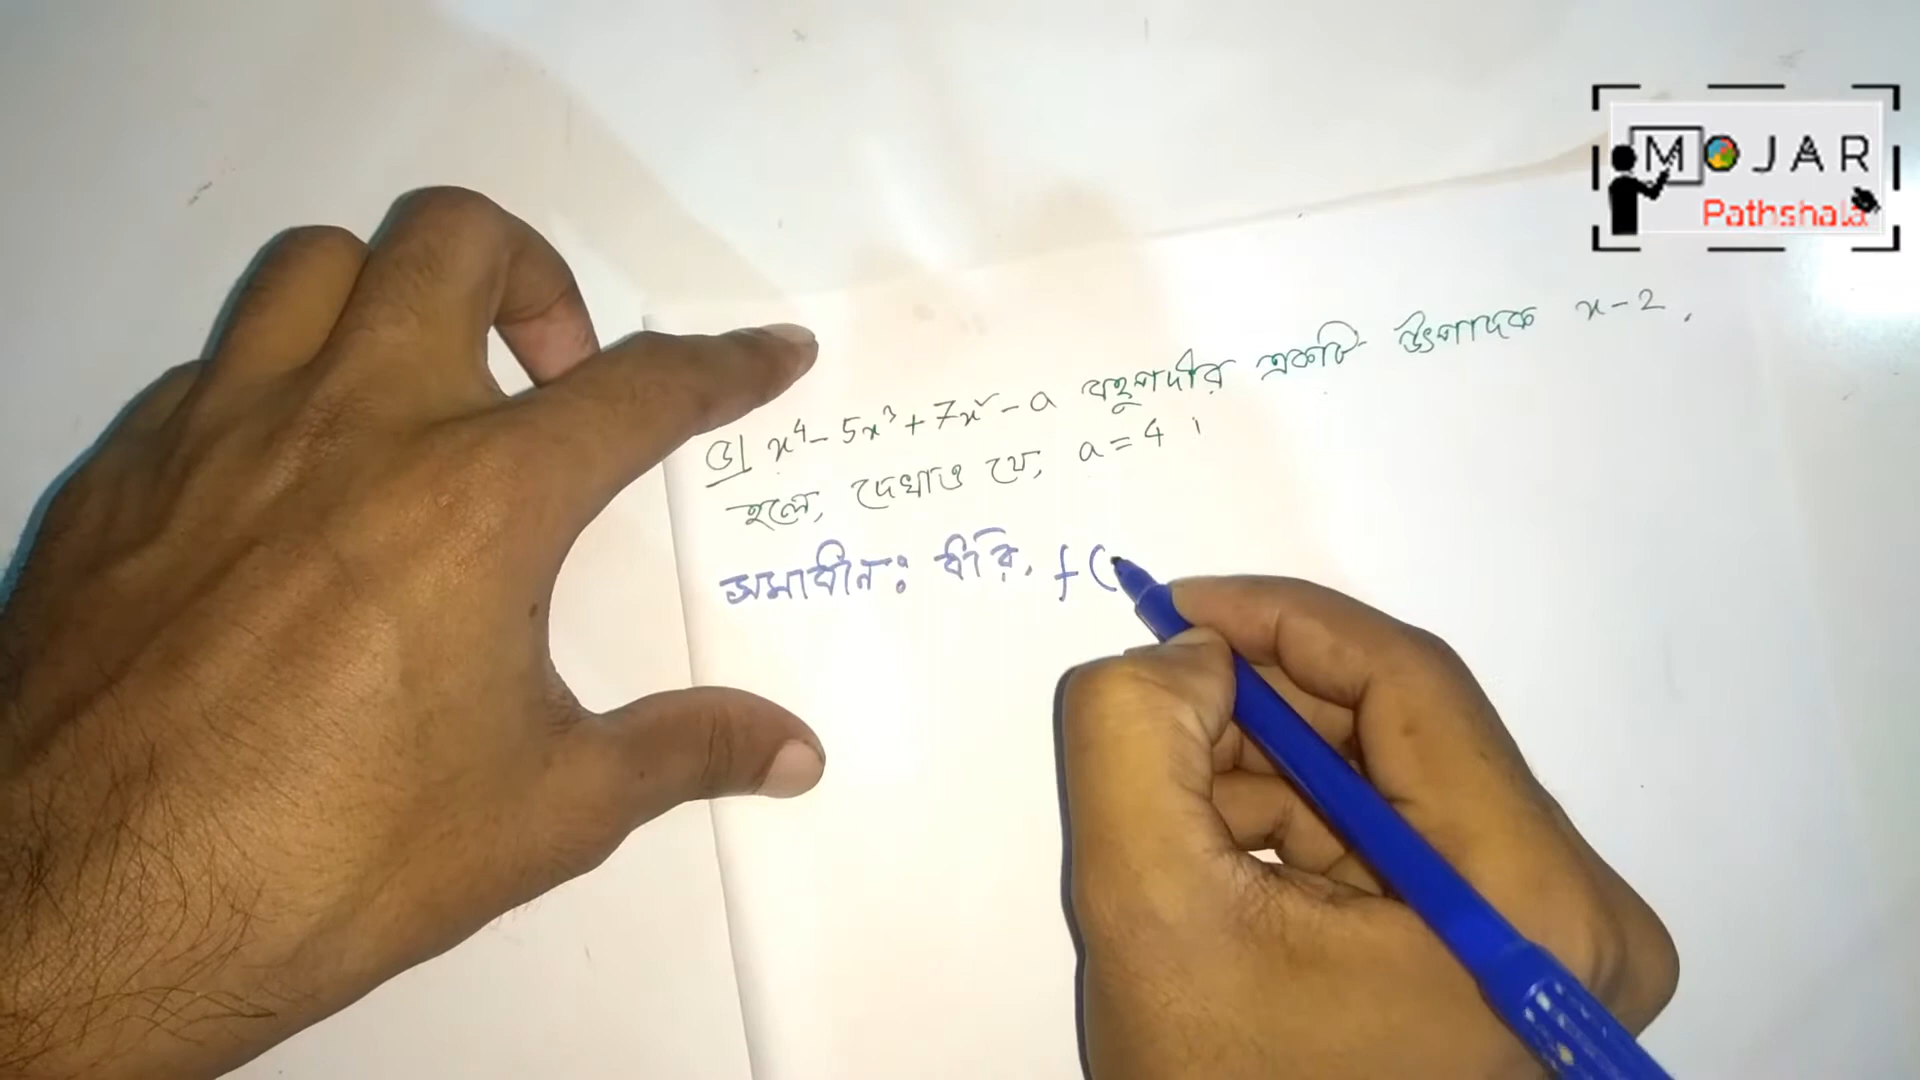 MOJAR
Pathshala
৩। x⁴ - 5x³ + 7x² - a বহুপদীর একটি উৎপাদক x-2,
হলে, দেখাও যে, a = 4 ।
সমাধান: ধরি, f(